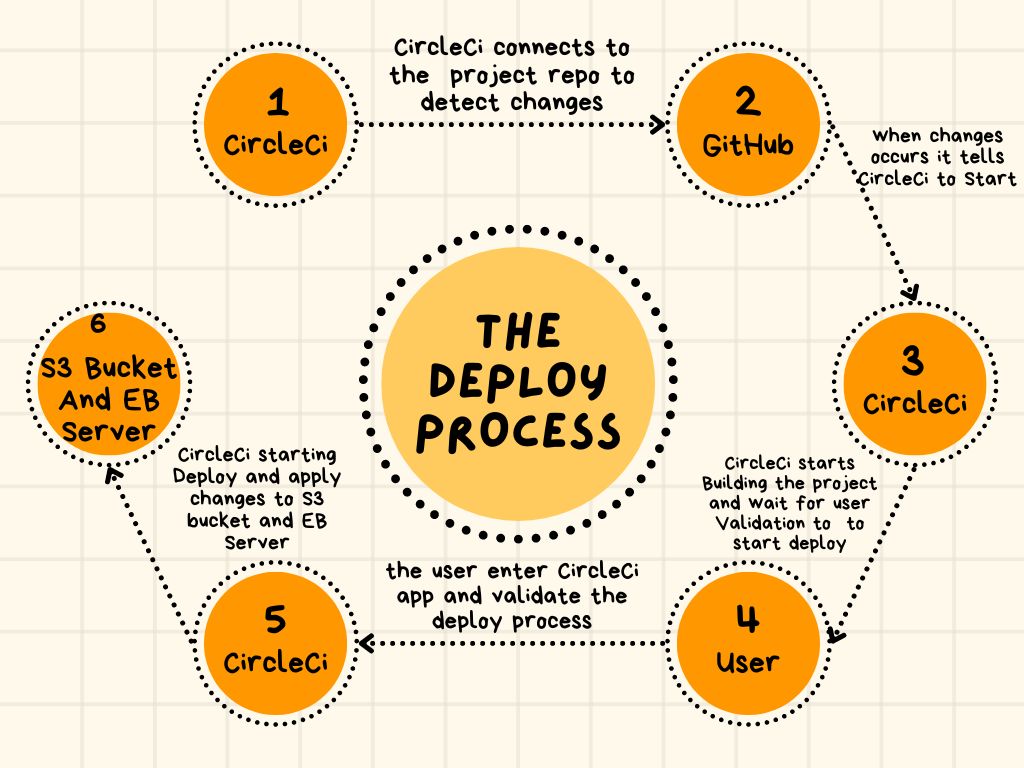 CircleCi connects to
the project repo to
detect changes
1
CircleCi
2
GitHub
When changes
occurs it tells
CircleCi to Start
THE
DEPLOY
PROCESS
3
CircleCi
6
S3 Bucket
And EB
Server
CircleCi starting
Deploy and apply
changes to S3
bucket and EB
Server
CircleCi starts
Building the project
and wait for user
Validation to to
start deploy
the user enter CircleCi
app and validate the
deploy process
4
User
5
CircleCi